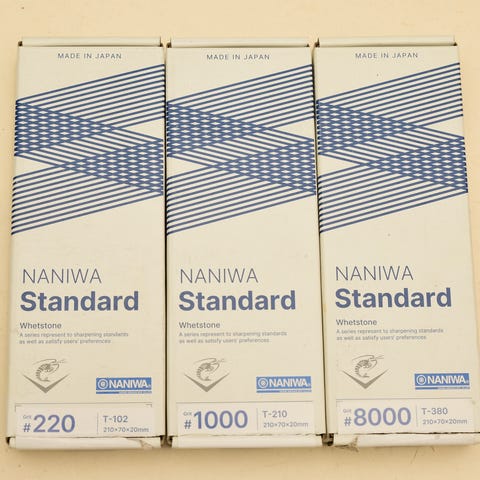 MADE IN JAPAN
NANIWA
Standard
Whetstone
A series represent to sharpening standards
as well as satisfy users' preferences
NANIWA
Grit
#220
T-102
210×70×20mm
MADE IN JAPAN
NANIWA
Standard
Whetstone
A series represent to sharpening standards
as well as satisfy users' preferences
NANIWA
Grit
#1000
T-210
210×70×20mm
MADE IN JAPAN
NANIWA
Standard
Whetstone
A series represent to sharpening standards
as well as satisfy users' preferences
NANIWA
Grit
#8000
T-380
210×70×20mm